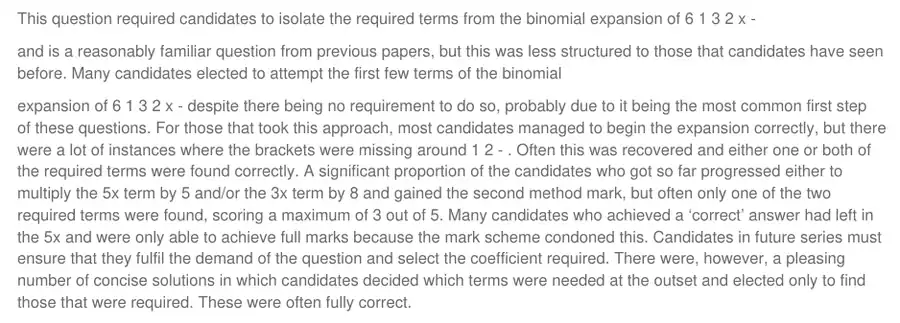 This question required candidates to isolate the required terms from the binomial expansion of 6 1 3 2 x -
and is a reasonably familiar question from previous papers, but this was less structured to those that candidates have seen
before. Many candidates elected to attempt the first few terms of the binomial
expansion of 6 1 3 2 x - despite there being no requirement to do so, probably due to it being the most common first step
of these questions. For those that took this approach, most candidates managed to begin the expansion correctly, but there
were a lot of instances where the brackets were missing around 1 2 - . Often this was recovered and either one or both of
the required terms were found correctly. A significant proportion of the candidates who got so far progressed either to
multiply the 5x term by 5 and/or the 3x term by 8 and gained the second method mark, but often only one of the two
required terms were found, scoring a maximum of 3 out of 5. Many candidates who achieved a ‘correct’ answer had left in
the 5x and were only able to achieve full marks because the mark scheme condoned this. Candidates in future series must
ensure that they fulfil the demand of the question and select the coefficient required. There were, however, a pleasing
number of concise solutions in which candidates decided which terms were needed at the outset and elected only to find
those that were required. These were often fully correct.